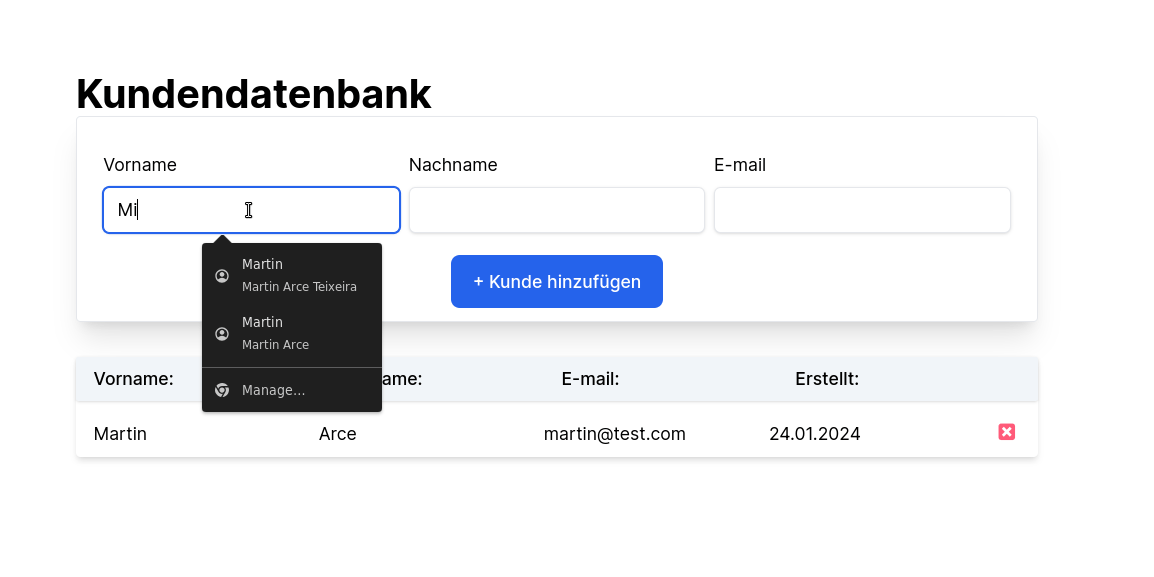 Kundendatenbank
Vorname Nachname E-mail
Mi
Martin
Martin Arce Teixeira
+ Kunde hinzufügen
Martin
Martin Arce
Manage...
Vorname: ame: E-mail: Erstellt:
Martin Arce martin@test.com 24.01.2024